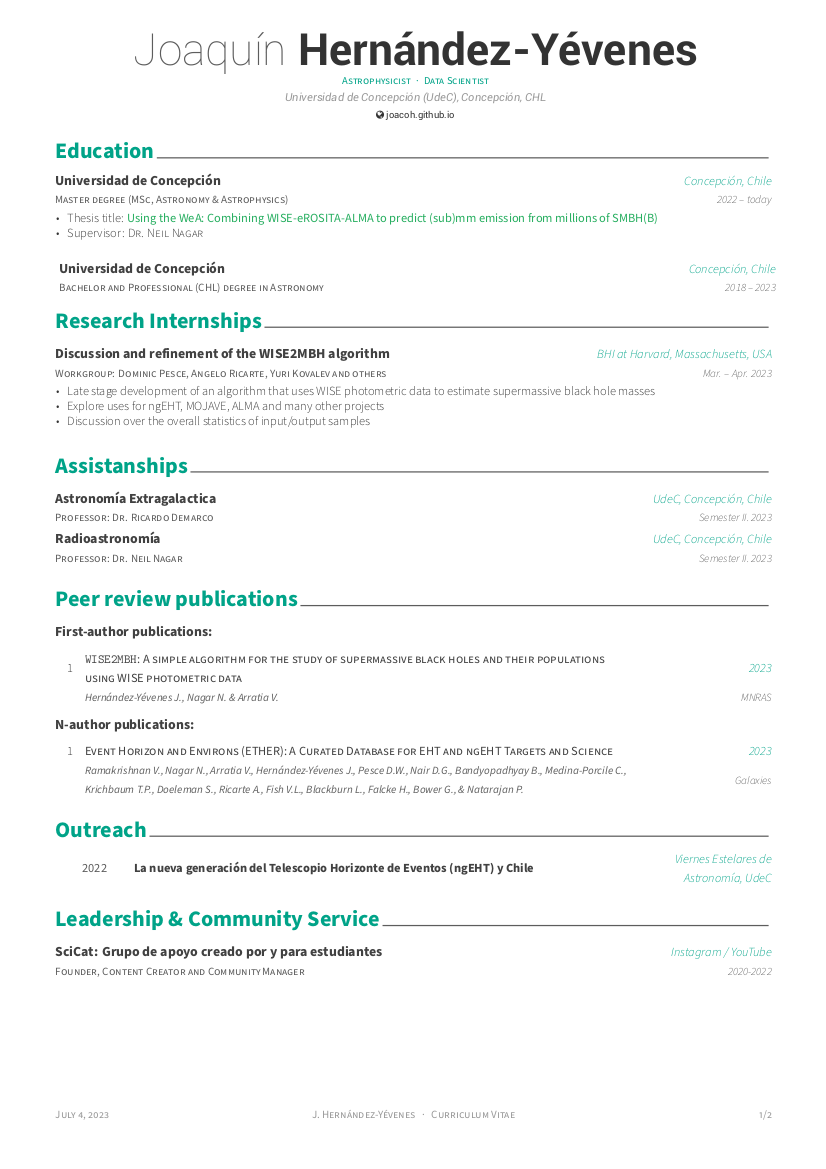 Joaquín Hernández-Yévenes
Astrophysicist · Data Scientist
Universidad de Concepción (UdeC), Concepción, CHL
joacoh.github.io
Education
Universidad de Concepción Concepción, Chile
Master degree (MSc, Astronomy & Astrophysics) 2022 – today
• Thesis title: Using the WeA: Combining WISE-eROSITA-ALMA to predict (sub)mm emission from millions of SMBH(B)
• Supervisor: Dr. Neil Nagar
Universidad de Concepción Concepción, Chile
Bachelor and Professional (CHL) degree in Astronomy 2018 – 2023
Research Internships
Discussion and refinement of the WISE2MBH algorithm BHI at Harvard, Massachusetts, USA
Workgroup: Dominic Pesce, Angelo Ricarte, Yuri Kovalev and others Mar. – Apr. 2023
• Late stage development of an algorithm that uses WISE photometric data to estimate supermassive black hole masses
• Explore uses for ngEHT, MOJAVE, ALMA and many other projects
• Discussion over the overall statistics of input/output samples
Assistanships
Astronomía Extragalactica UdeC, Concepción, Chile
Professor: Dr. Ricardo Demarco Semester II. 2023
Radioastronomía UdeC, Concepción, Chile
Professor: Dr. Neil Nagar Semester II. 2023
Peer review publications
First-author publications:
1 WISE2MBH: A simple algorithm for the study of supermassive black holes and their populations
using WISE photometric data 2023
Hernández-Yévenes J., Nagar N. & Arratia V. MNRAS
N-author publications:
1 Event Horizon and Environs (ETHER): A Curated Database for EHT and ngEHT Targets and Science 2023
Ramakrishnan V., Nagar N., Arratia V., Hernández-Yévenes J., Pesce D.W., Nair D.G., Bandyopadhyay B., Medina-Porcile C.,
Krichbaum T.P., Doeleman S., Ricarte A., Fish V.L., Blackburn L., Falcke H., Bower G., & Natarajan P. Galaxies
Outreach
2022 La nueva generación del Telescopio Horizonte de Eventos (ngEHT) y Chile Viernes Estelares de
Astronomía, UdeC
Leadership & Community Service
SciCat: Grupo de apoyo creado por y para estudiantes Instagram / YouTube
Founder, Content Creator and Community Manager 2020-2022
July 4, 2023 J. Hernández-Yévenes · Curriculum Vitae 1/2